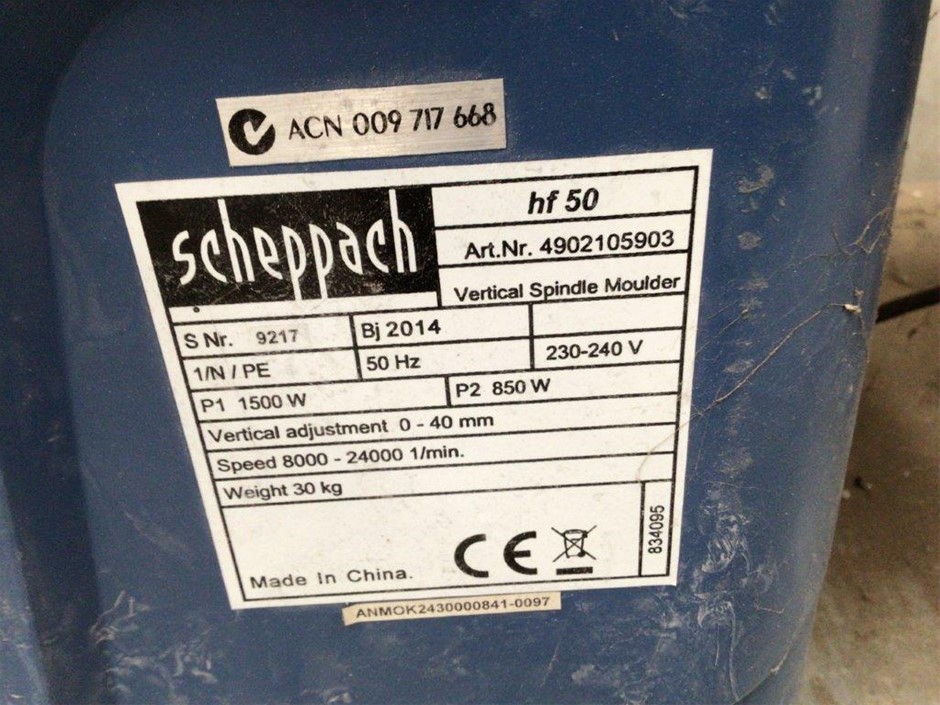 ACN 009 717 668
scheppach
hf 50
Art.Nr. 4902105903
Vertical Spindle Moulder
S Nr. 9217
Bj 2014
1/N / PE
50 Hz
230-240 V
P1 1500 W
P2 850 W
Vertical adjustment 0 - 40 mm
Speed 8000 - 24000 1/min.
Weight 30 kg
834095
Made In China.
CE
ANMOK2430000841-0097